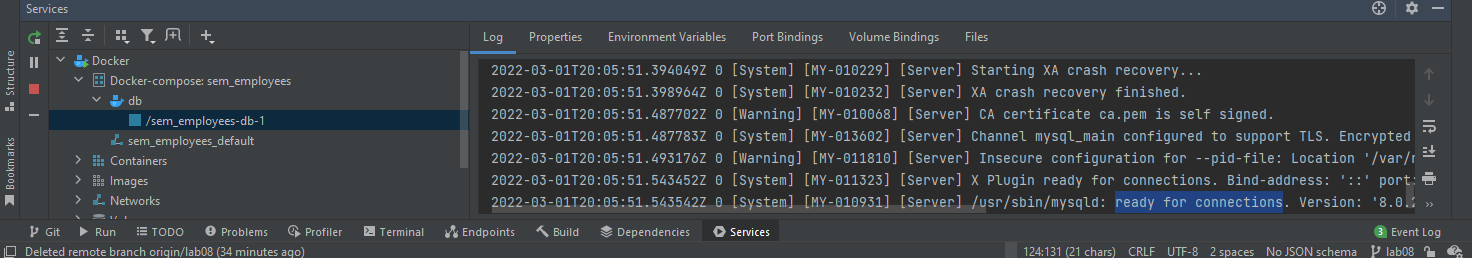 Services
Structure
Bookmarks
Docker
Docker-compose: sem_employees
db
/sem_employees-db-1
sem_employees_default
Containers
Images
Networks
Log Properties Environment Variables Port Bindings Volume Bindings Files
2022-03-01T20:05:51.394049Z 0 [System] [MY-010229] [Server] Starting XA crash recovery...
2022-03-01T20:05:51.398964Z 0 [System] [MY-010232] [Server] XA crash recovery finished.
2022-03-01T20:05:51.487702Z 0 [Warning] [MY-010068] [Server] CA certificate ca.pem is self signed.
2022-03-01T20:05:51.487783Z 0 [System] [MY-013602] [Server] Channel mysql_main configured to support TLS. Encrypted
2022-03-01T20:05:51.493176Z 0 [Warning] [MY-011810] [Server] Insecure configuration for --pid-file: Location '/var/
2022-03-01T20:05:51.543452Z 0 [System] [MY-011323] [Server] X Plugin ready for connections. Bind-address: '::' port:
2022-03-01T20:05:51.543542Z 0 [System] [MY-010931] [Server] /usr/sbin/mysqld: ready for connections. Version: '8.0.2
Git Run TODO Problems Profiler Terminal Endpoints Build Dependencies Services 3 Event Log
Deleted remote branch origin/lab08 (34 minutes ago) 124:131 (21 chars) CRLF UTF-8 2 spaces No JSON schema lab08